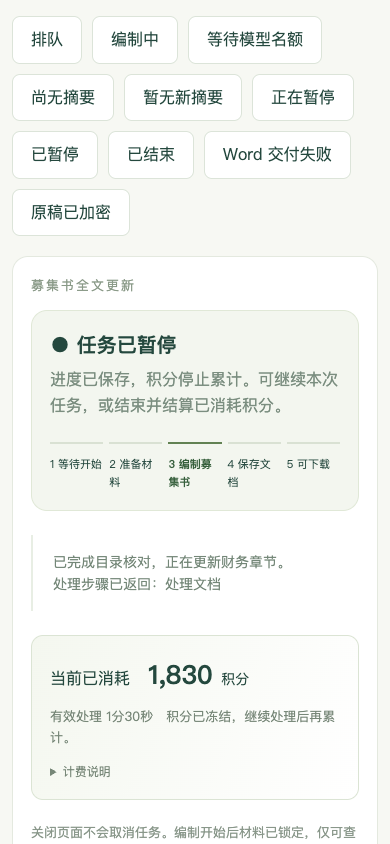 排队
编制中
等待模型名额
尚无摘要
暂无新摘要
正在暂停
已暂停
已结束
Word 交付失败
原稿已加密
募集书全文更新
任务已暂停
进度已保存，积分停止累计。可继续本次
任务，或结束并结算已消耗积分。
1 等待开始
2 准备材
料
3 编制募
集书
4 保存文
档
5 可下载
已完成目录核对，正在更新财务章节。
处理步骤已返回：处理文档
当前已消耗 1,830 积分
有效处理 1分30秒 积分已冻结，继续处理后再累
计。
计费说明
关闭页面不会取消任务。编制开始后材料已锁定，仅可查